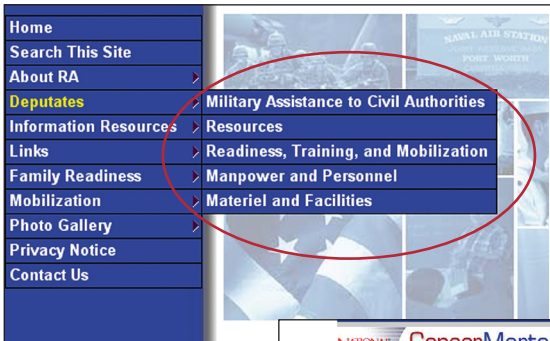 Home
Search This Site
About RA
Deputates
Information Resources
Links
Family Readiness
Mobilization
Photo Gallery
Privacy Notice
Contact Us
Military Assistance to Civil Authorities
Resources
Readiness, Training, and Mobilization
Manpower and Personnel
Materiel and Facilities
NAVAL AIR STATION
FORT WORTH